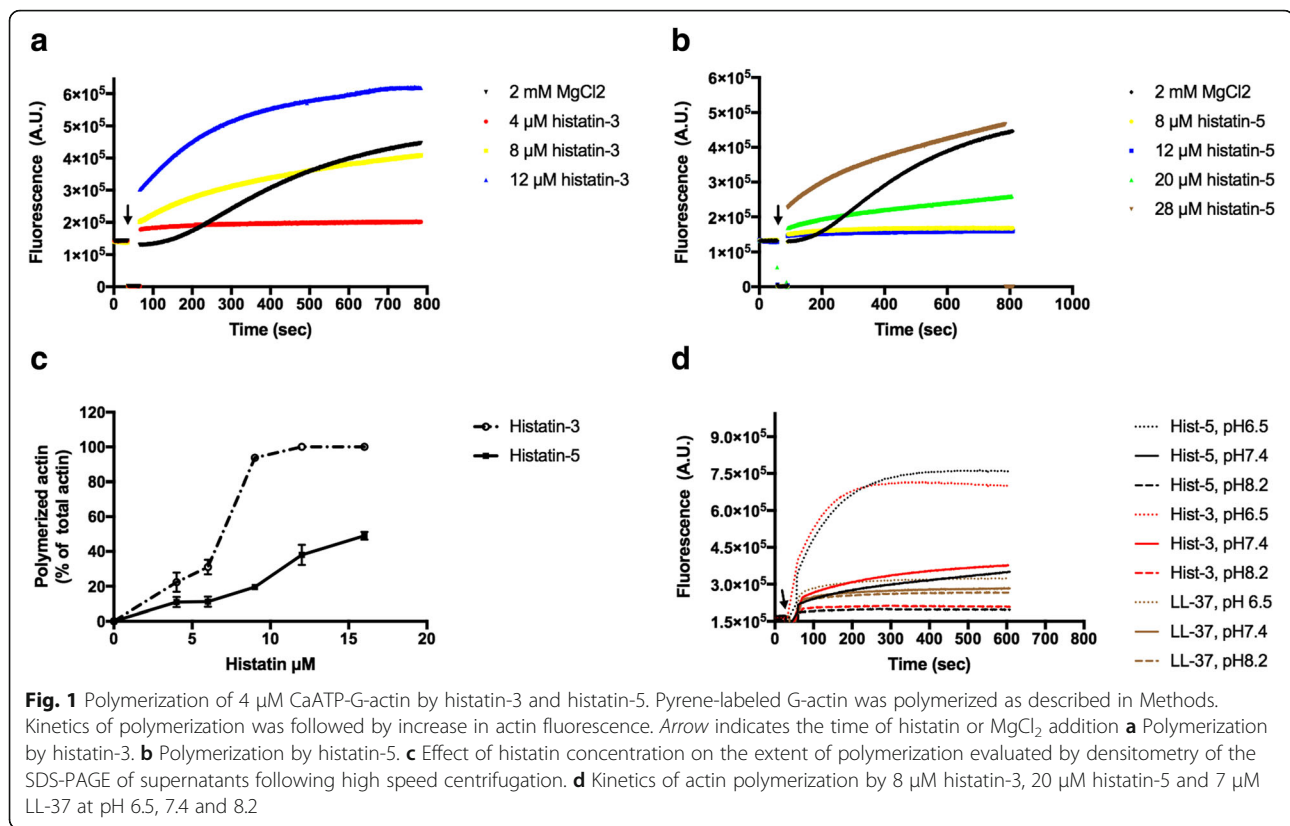 a
6×10⁵
5×10⁵
4×10⁵
3×10⁵
2×10⁵
1×10⁵
0
Fluorescence (A.U.)
0 100 200 300 400 500 600 700 800
Time (sec)
2 mM MgCl2
4 µM histatin-3
8 µM histatin-3
12 µM histatin-3
b
6×10⁵
5×10⁵
4×10⁵
3×10⁵
2×10⁵
1×10⁵
0
Fluorescence (A.U.)
0 200 400 600 800 1000
Time (sec)
2 mM MgCl2
8 µM histatin-5
12 µM histatin-5
20 µM histatin-5
28 µM histatin-5
c
120
100
80
60
40
20
0
Polymerized actin
(% of total actin)
0 5 10 15 20
Histatin µM
Histatin-3
Histatin-5
d
9.0×10⁵
7.5×10⁵
6.0×10⁵
4.5×10⁵
3.0×10⁵
1.5×10⁵
Fluorescence (A.U.)
0 100 200 300 400 500 600 700 800
Time (sec)
Hist-5, pH6.5
Hist-5, pH7.4
Hist-5, pH8.2
Hist-3, pH6.5
Hist-3, pH7.4
Hist-3, pH8.2
LL-37, pH 6.5
LL-37, pH7.4
LL-37, pH8.2
Fig. 1 Polymerization of 4 µM CaATP-G-actin by histatin-3 and histatin-5. Pyrene-labeled G-actin was polymerized as described in Methods.
Kinetics of polymerization was followed by increase in actin fluorescence. Arrow indicates the time of histatin or MgCl₂ addition a Polymerization
by histatin-3. b Polymerization by histatin-5. c Effect of histatin concentration on the extent of polymerization evaluated by densitometry of the
SDS-PAGE of supernatants following high speed centrifugation. d Kinetics of actin polymerization by 8 µM histatin-3, 20 µM histatin-5 and 7 µM
LL-37 at pH 6.5, 7.4 and 8.2